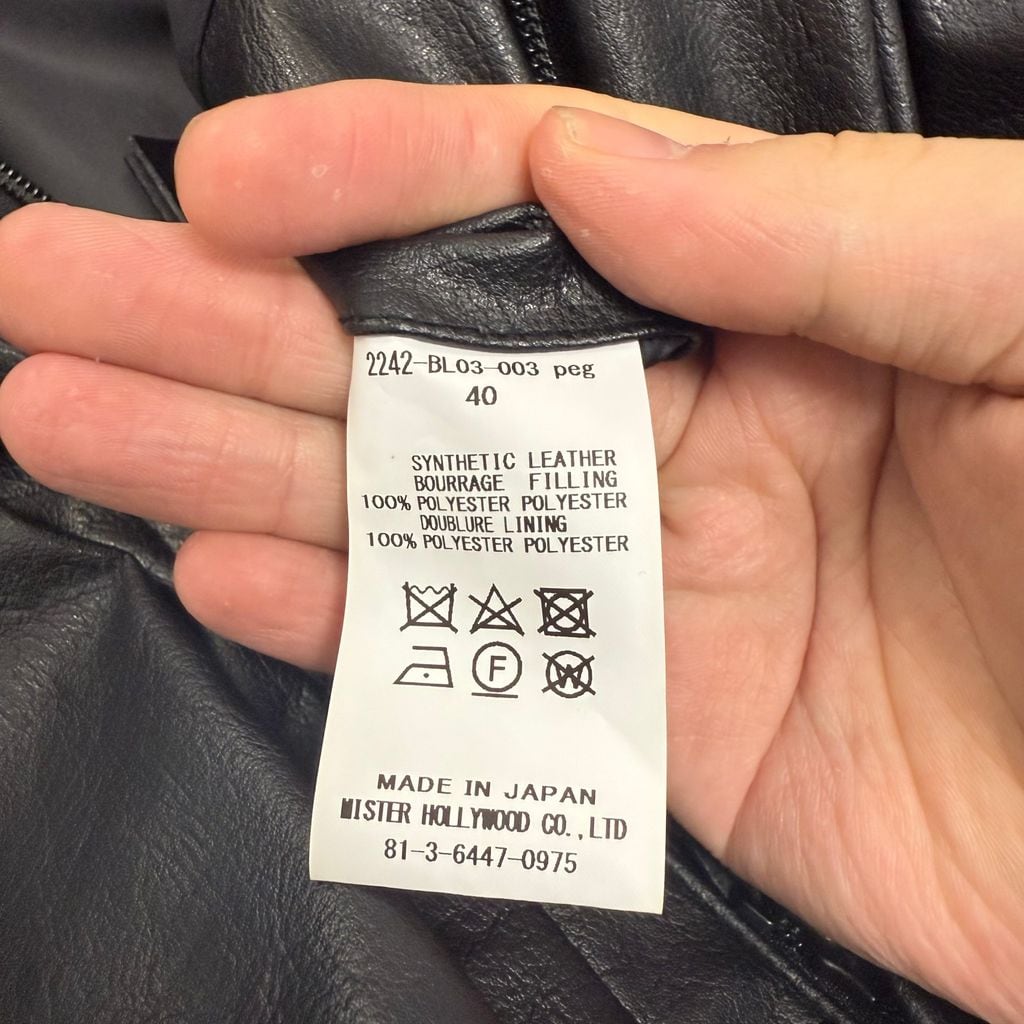 2242-BL03-003 peg
40
SYNTHETIC LEATHER
BOURRAGE FILLING
100% POLYESTER POLYESTER
DOUBLURE LINING
100% POLYESTER POLYESTER
F W
MADE IN JAPAN
MISTER HOLLYWOOD CO.,LTD
81-3-6447-0975